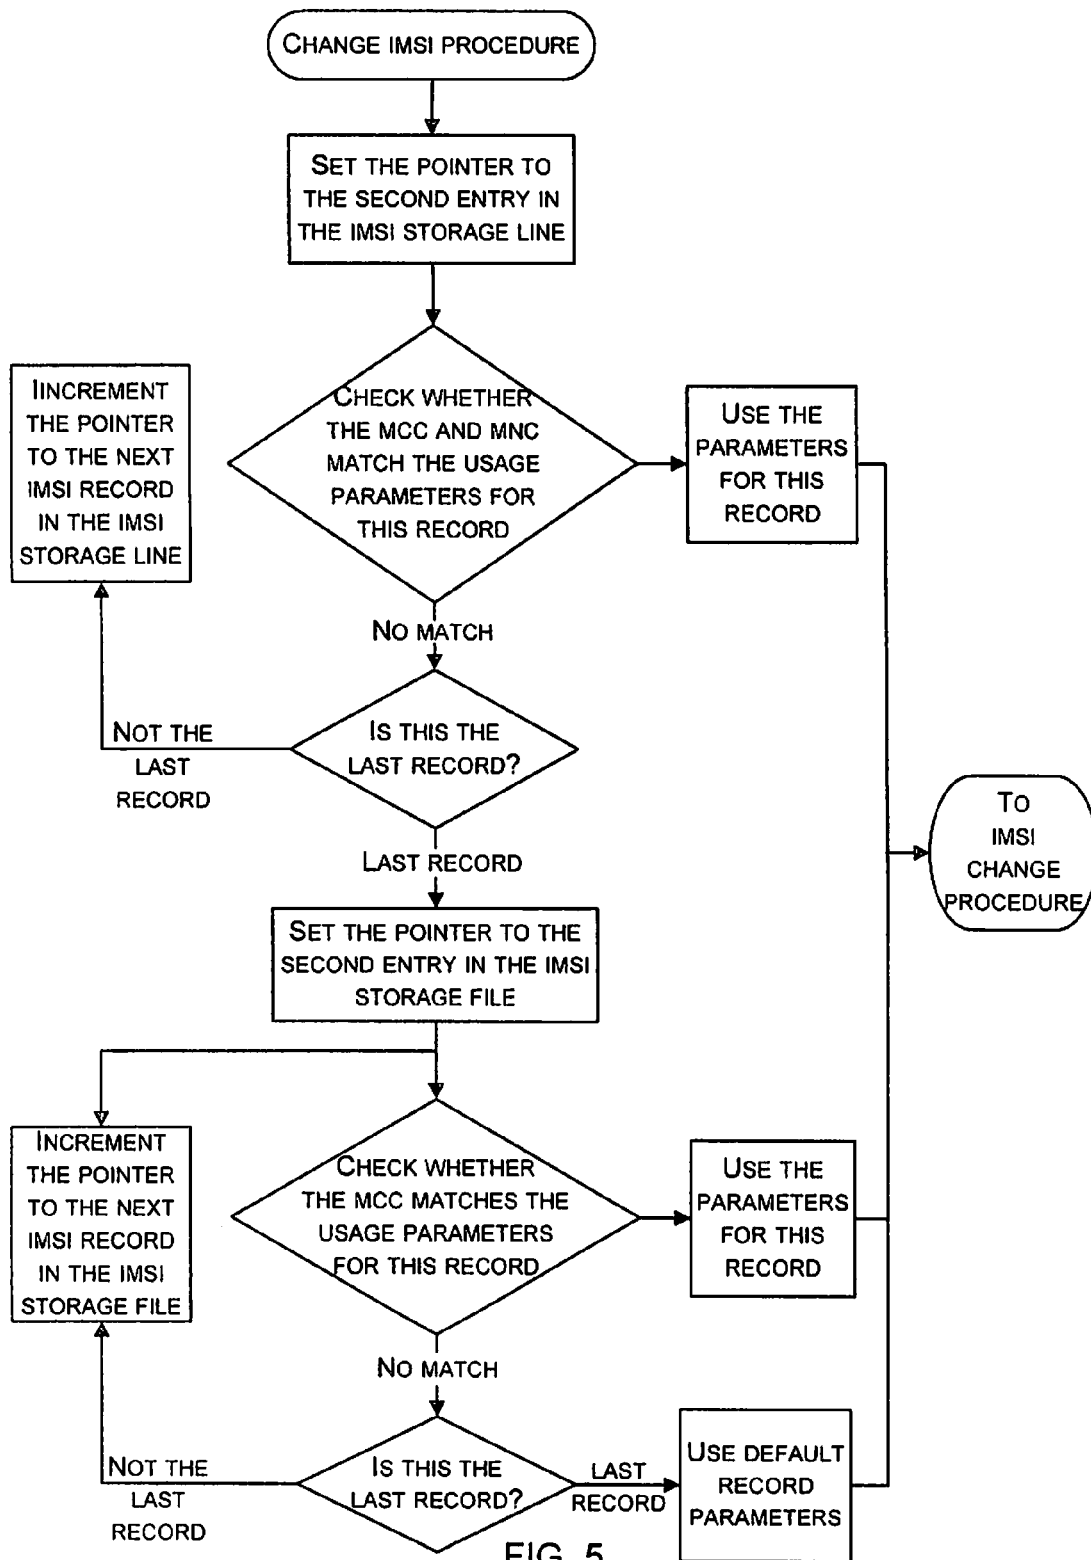 CHANGE IMSI PROCEDURE
SET THE POINTER TO
THE SECOND ENTRY IN
THE IMSI STORAGE LINE
IINCREMENT
THE POINTER
TO THE NEXT
IMSI RECORD
IN THE IMSI
STORAGE LINE
CHECK WHETHER
THE MCC AND MNC
MATCH THE USAGE
PARAMETERS FOR
THIS RECORD
USE THE
PARAMETERS
FOR THIS
RECORD
NO MATCH
NOT THE
LAST
RECORD
IS THIS THE
LAST RECORD?
TO
IMSI
CHANGE
PROCEDURE
LAST RECORD
SET THE POINTER TO THE
SECOND ENTRY IN THE IMSI
STORAGE FILE
INCREMENT
THE POINTER
TO THE NEXT
IMSI RECORD
IN THE IMSI
STORAGE FILE
CHECK WHETHER
THE MCC MATCHES THE
USAGE PARAMETERS
FOR THIS RECORD
USE THE
PARAMETERS
FOR THIS
RECORD
NO MATCH
NOT THE
LAST
RECORD
IS THIS THE
LAST RECORD?
LAST
RECORD
USE DEFAULT
RECORD
PARAMETERS
FIG. 5